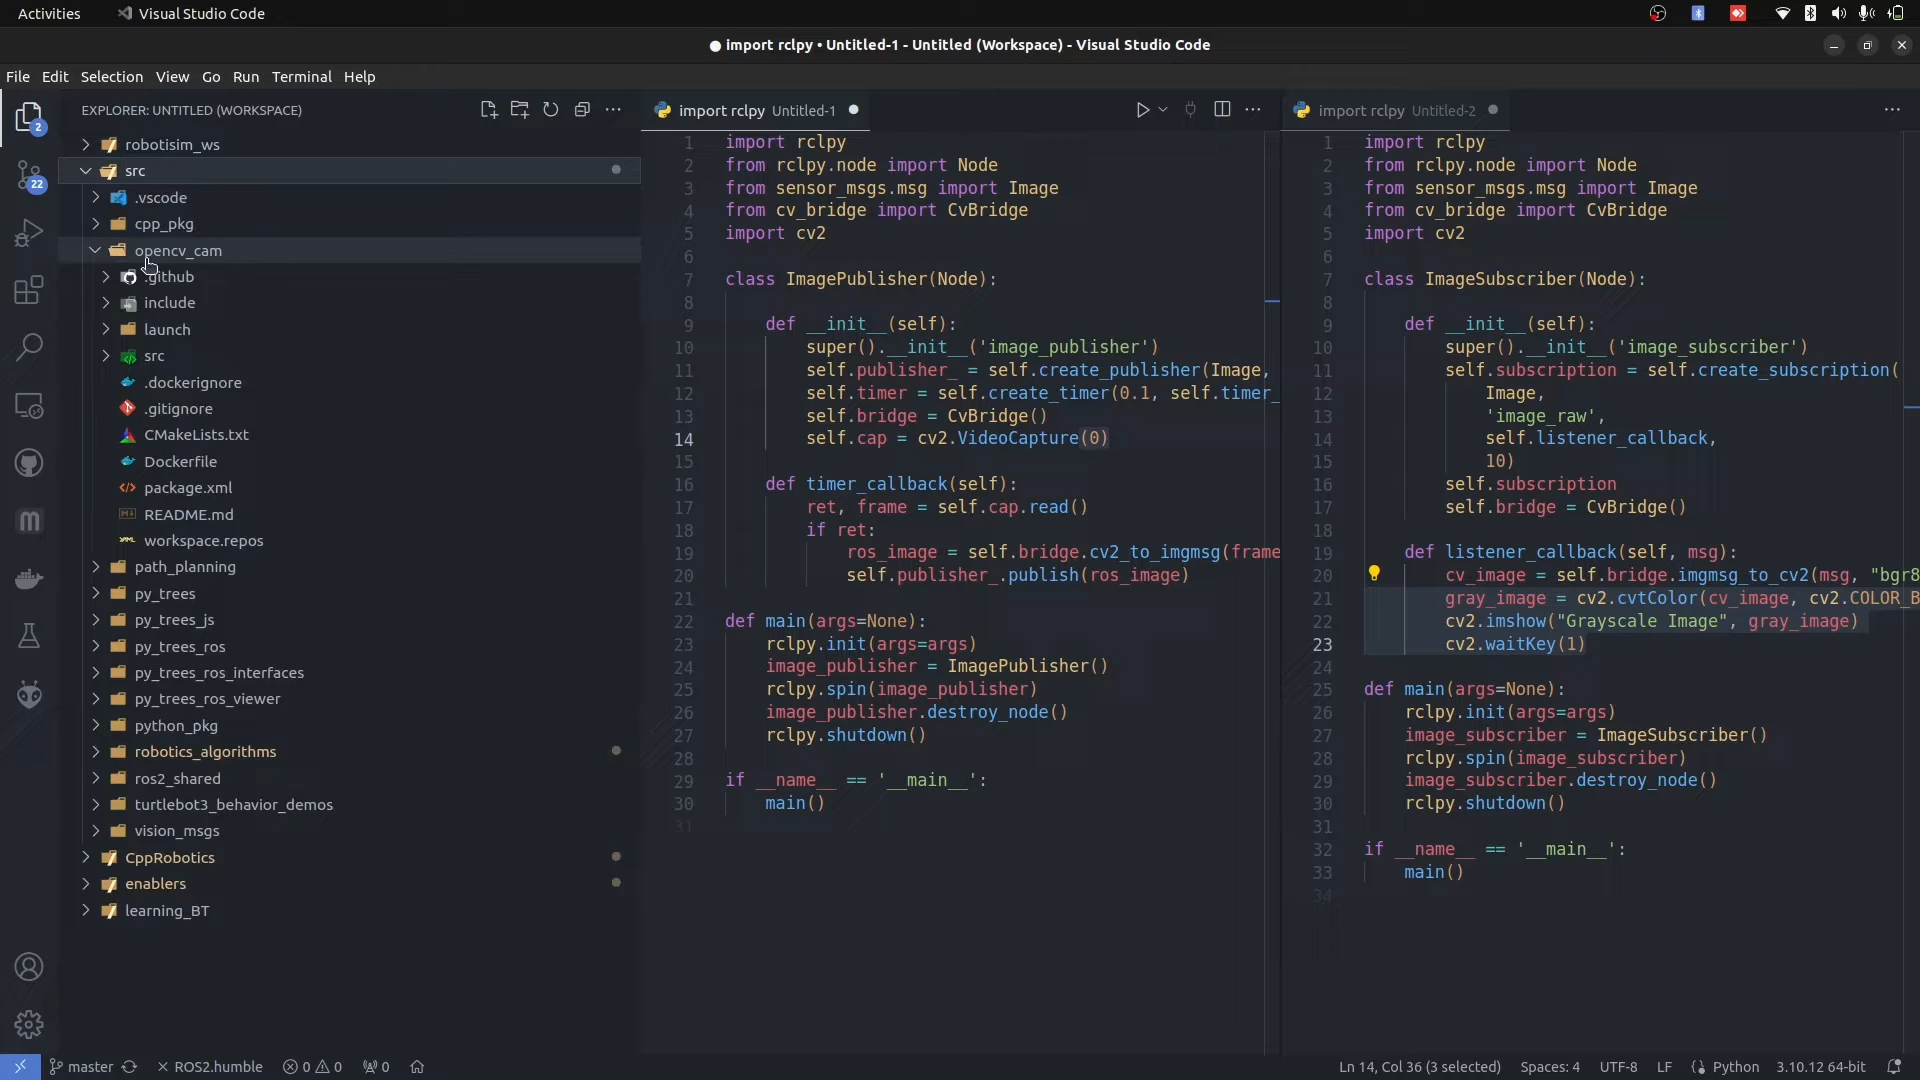 Activities
Visual Studio Code
● import rclpy • Untitled-1 - Untitled (Workspace) - Visual Studio Code
File Edit Selection View Go Run Terminal Help
EXPLORER: UNTITLED (WORKSPACE)
robotisim_ws
src
.vscode
cpp_pkg
opencv_cam
.github
include
launch
src
.dockerignore
.gitignore
CMakeLists.txt
Dockerfile
package.xml
README.md
workspace.repos
path_planning
py_trees
py_trees_js
py_trees_ros
py_trees_ros_interfaces
py_trees_ros_viewer
python_pkg
robotics_algorithms
ros2_shared
turtlebot3_behavior_demos
vision_msgs
CppRobotics
enablers
learning_BT
2
22
import rclpy Untitled-1
1 import rclpy
2 from rclpy.node import Node
3 from sensor_msgs.msg import Image
4 from cv_bridge import CvBridge
5 import cv2
6
7 class ImagePublisher(Node):
8
9 def __init__(self):
10 super().__init__('image_publisher')
11 self.publisher_ = self.create_publisher(Image,
12 self.timer = self.create_timer(0.1, self.timer_
13 self.bridge = CvBridge()
14 self.cap = cv2.VideoCapture(0)
15
16 def timer_callback(self):
17 ret, frame = self.cap.read()
18 if ret:
19 ros_image = self.bridge.cv2_to_imgmsg(frame
20 self.publisher_.publish(ros_image)
21
22 def main(args=None):
23 rclpy.init(args=args)
24 image_publisher = ImagePublisher()
25 rclpy.spin(image_publisher)
26 image_publisher.destroy_node()
27 rclpy.shutdown()
28
29 if __name__ == '__main__':
30 main()
31
import rclpy Untitled-2
1 import rclpy
2 from rclpy.node import Node
3 from sensor_msgs.msg import Image
4 from cv_bridge import CvBridge
5 import cv2
6
7 class ImageSubscriber(Node):
8
9 def __init__(self):
10 super().__init__('image_subscriber')
11 self.subscription = self.create_subscription(
12 Image,
13 'image_raw',
14 self.listener_callback,
15 10)
16 self.subscription
17 self.bridge = CvBridge()
18
19 def listener_callback(self, msg):
20 cv_image = self.bridge.imgmsg_to_cv2(msg, "bgr8
21 gray_image = cv2.cvtColor(cv_image, cv2.COLOR_B
22 cv2.imshow("Grayscale Image", gray_image)
23 cv2.waitKey(1)
24
25 def main(args=None):
26 rclpy.init(args=args)
27 image_subscriber = ImageSubscriber()
28 rclpy.spin(image_subscriber)
29 image_subscriber.destroy_node()
30 rclpy.shutdown()
31
32 if __name__ == '__main__':
33 main()
34
master ROS2.humble 0 0 0
Ln 14, Col 36 (3 selected) Spaces: 4 UTF-8 LF Python 3.10.12 64-bit